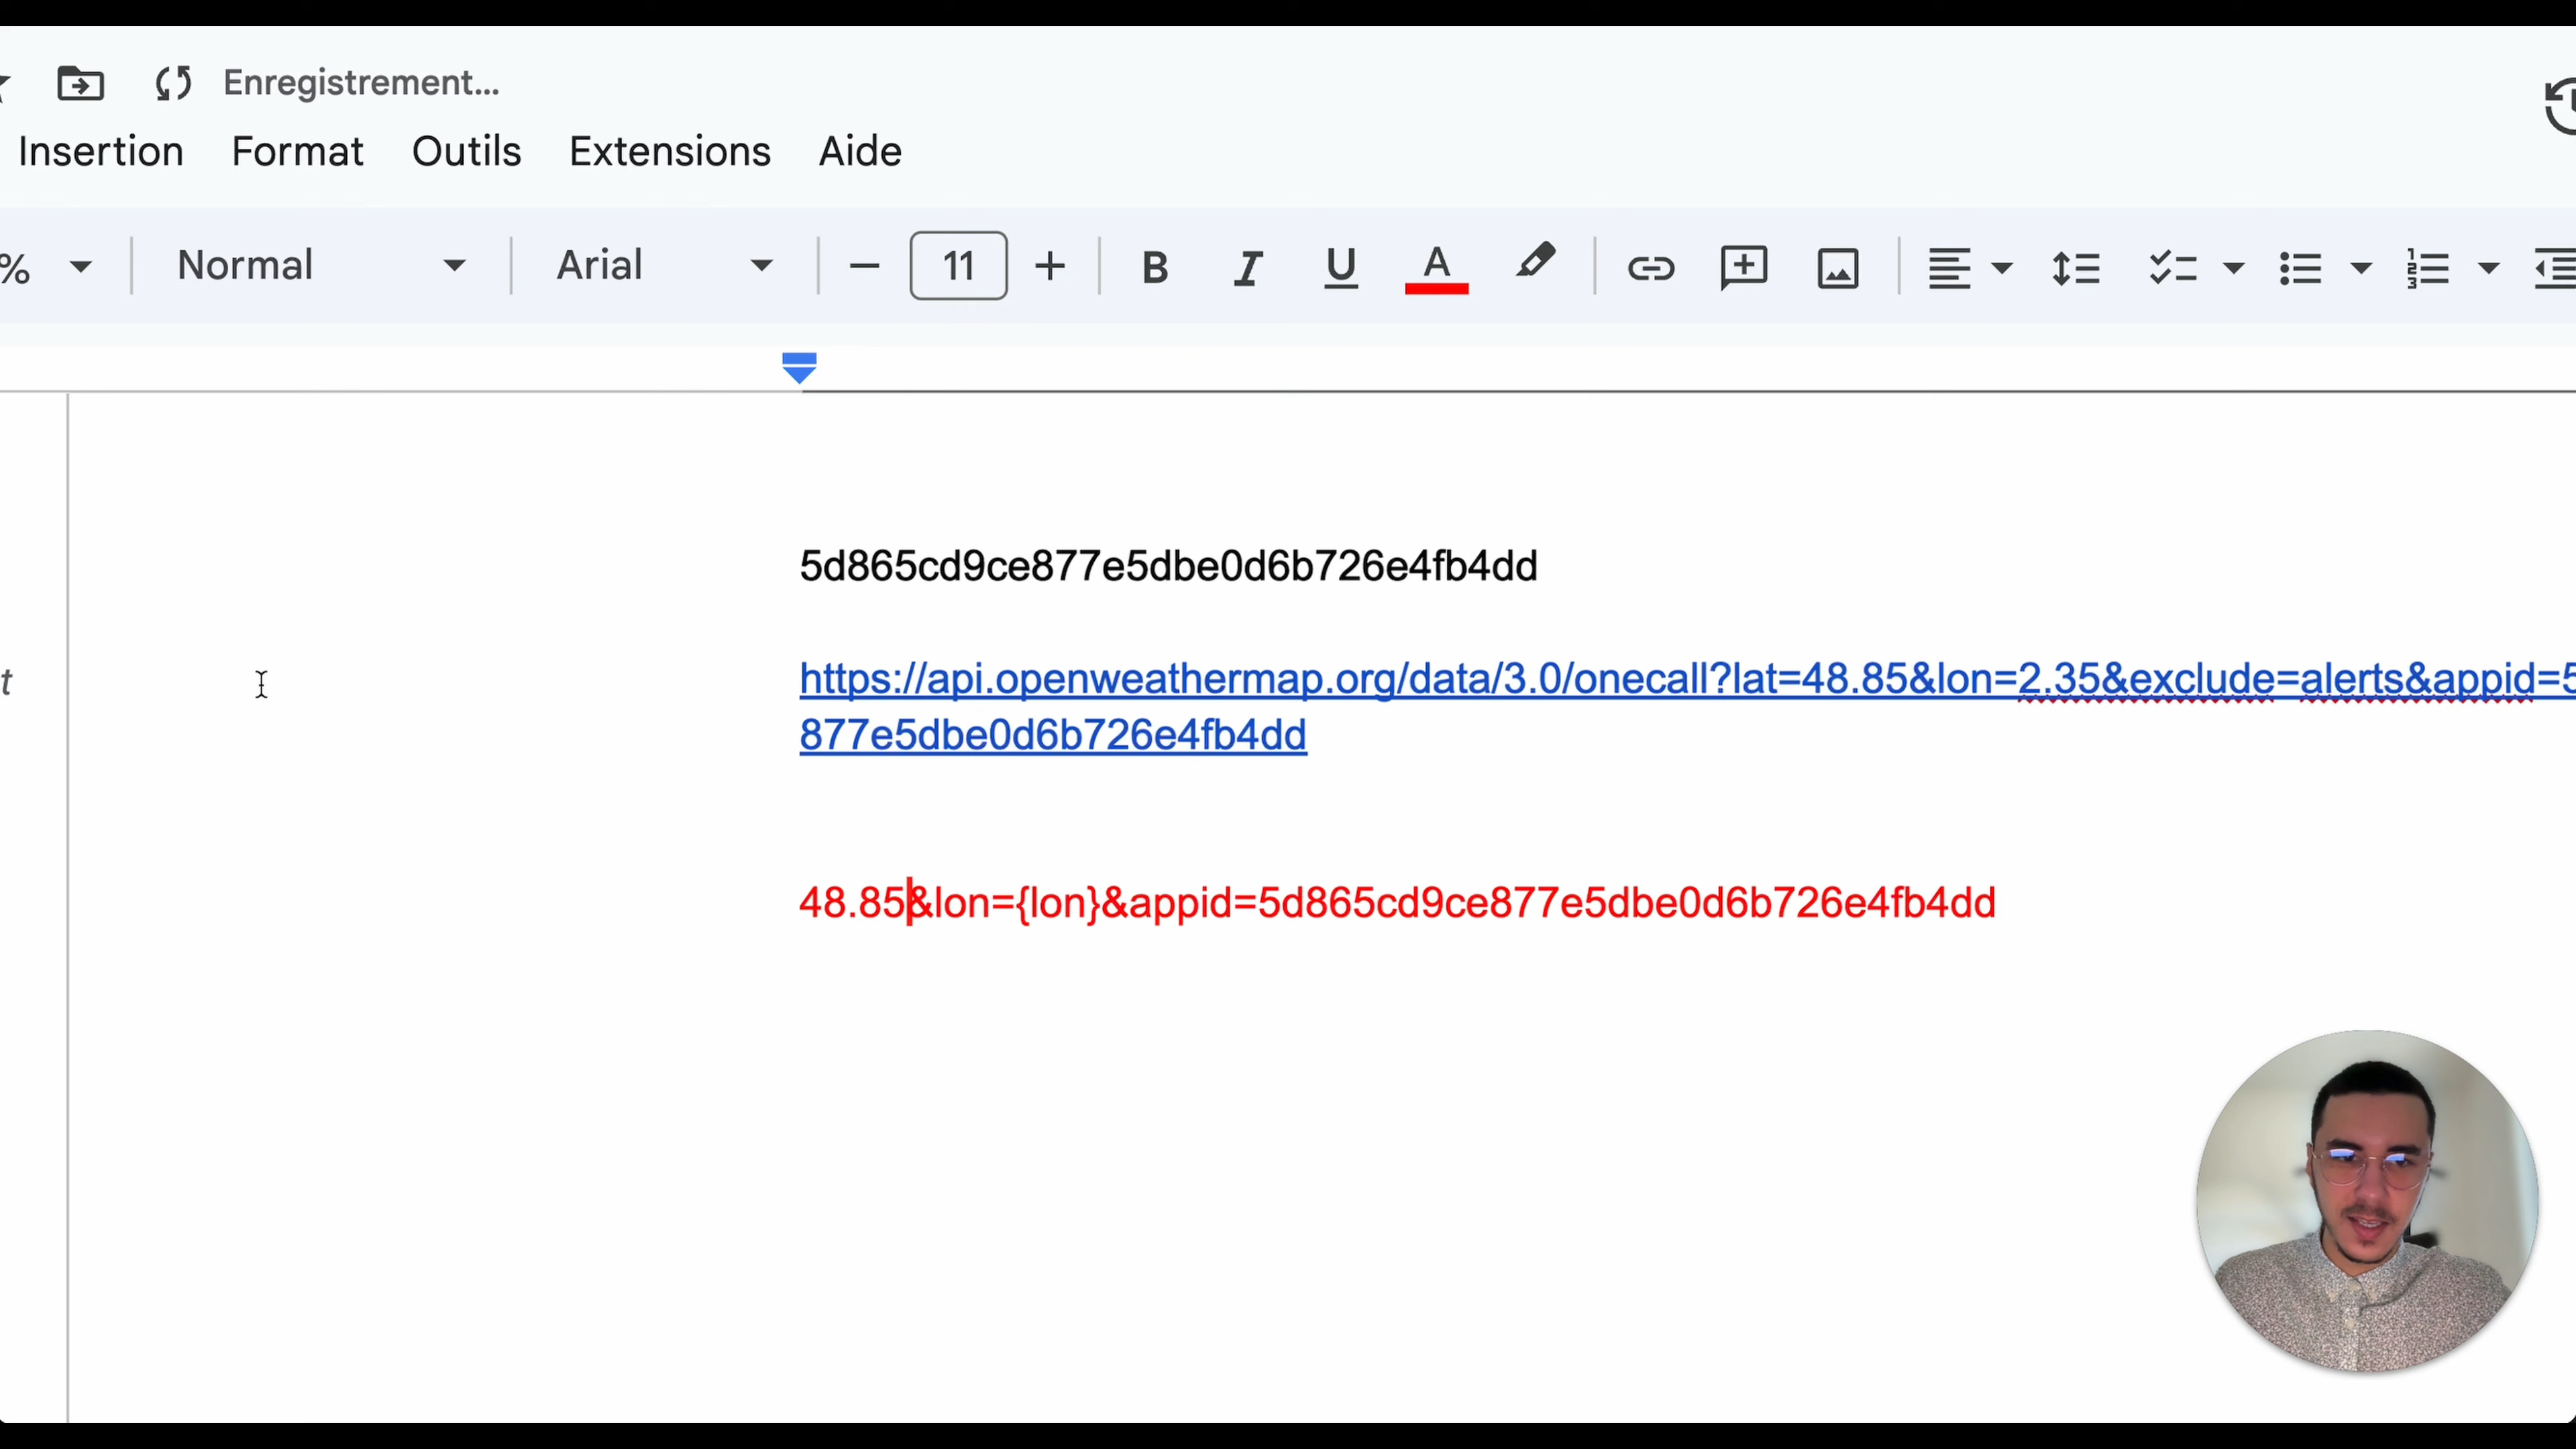 Enregistrement...
Insertion Format Outils Extensions Aide
% Normal Arial 11 B I U A
5d865cd9ce877e5dbe0d6b726e4fb4dd
t
https://api.openweathermap.org/data/3.0/onecall?lat=48.85&lon=2.35&exclude=alerts&appid=5
877e5dbe0d6b726e4fb4dd
48.85&lon={lon}&appid=5d865cd9ce877e5dbe0d6b726e4fb4dd